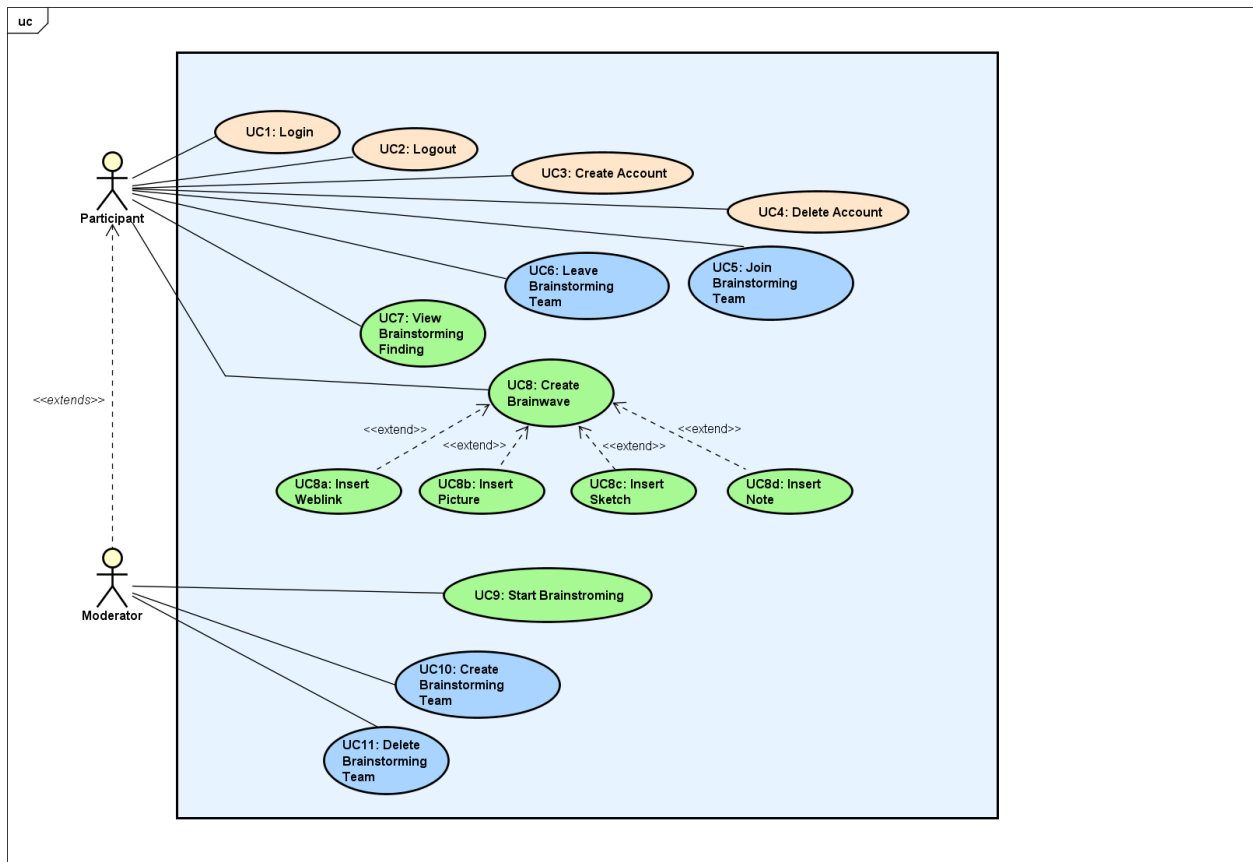 uc
UC1: Login
UC2: Logout
UC3: Create Account
Participant
UC4: Delete Account
UC6: Leave
Brainstorming
Team
UC5: Join
Brainstorming
Team
UC7: View
Brainstorming
Finding
UC8: Create
Brainwave
<<extends>>
<<extend>>
<<extend>>
<<extend>>
<<extend>>
UC8a: Insert
Weblink
UC8b: Insert
Picture
UC8c: Insert
Sketch
UC8d: Insert
Note
Moderator
UC9: Start Brainstroming
UC10: Create
Brainstorming
Team
UC11: Delete
Brainstorming
Team